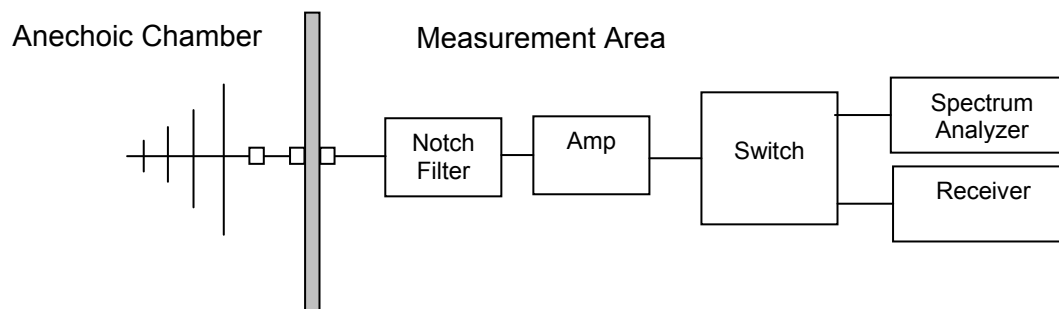 Anechoic Chamber
Measurement Area
Notch
Filter
Amp
Switch
Spectrum
Analyzer
Receiver